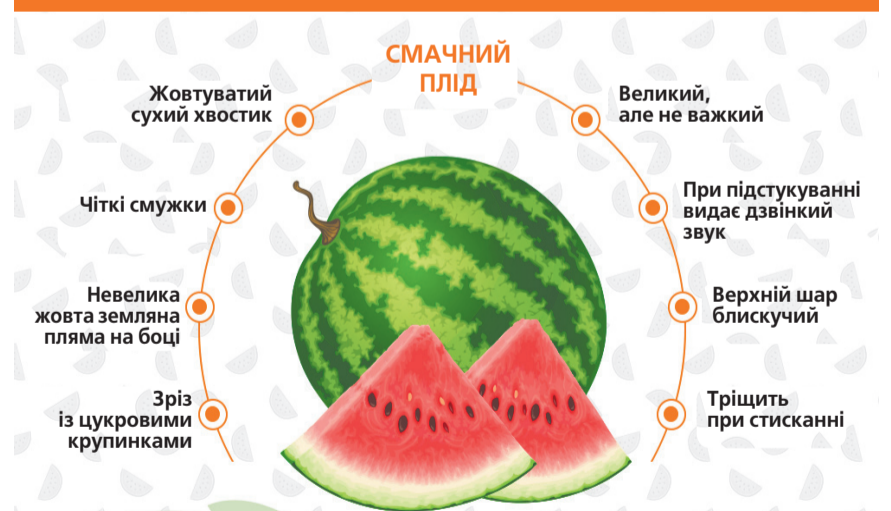 СМАЧНИЙ
ПЛІД
Жовтуватий
сухий хвостик
Чіткі смужки
Невелика
жовта земляна
пляма на боці
Зріз
із цукровими
крупинками
Великий,
але не важкий
При підстукуванні
видає дзвінкий
звук
Верхній шар
блискучий
Тріщить
при стисканні